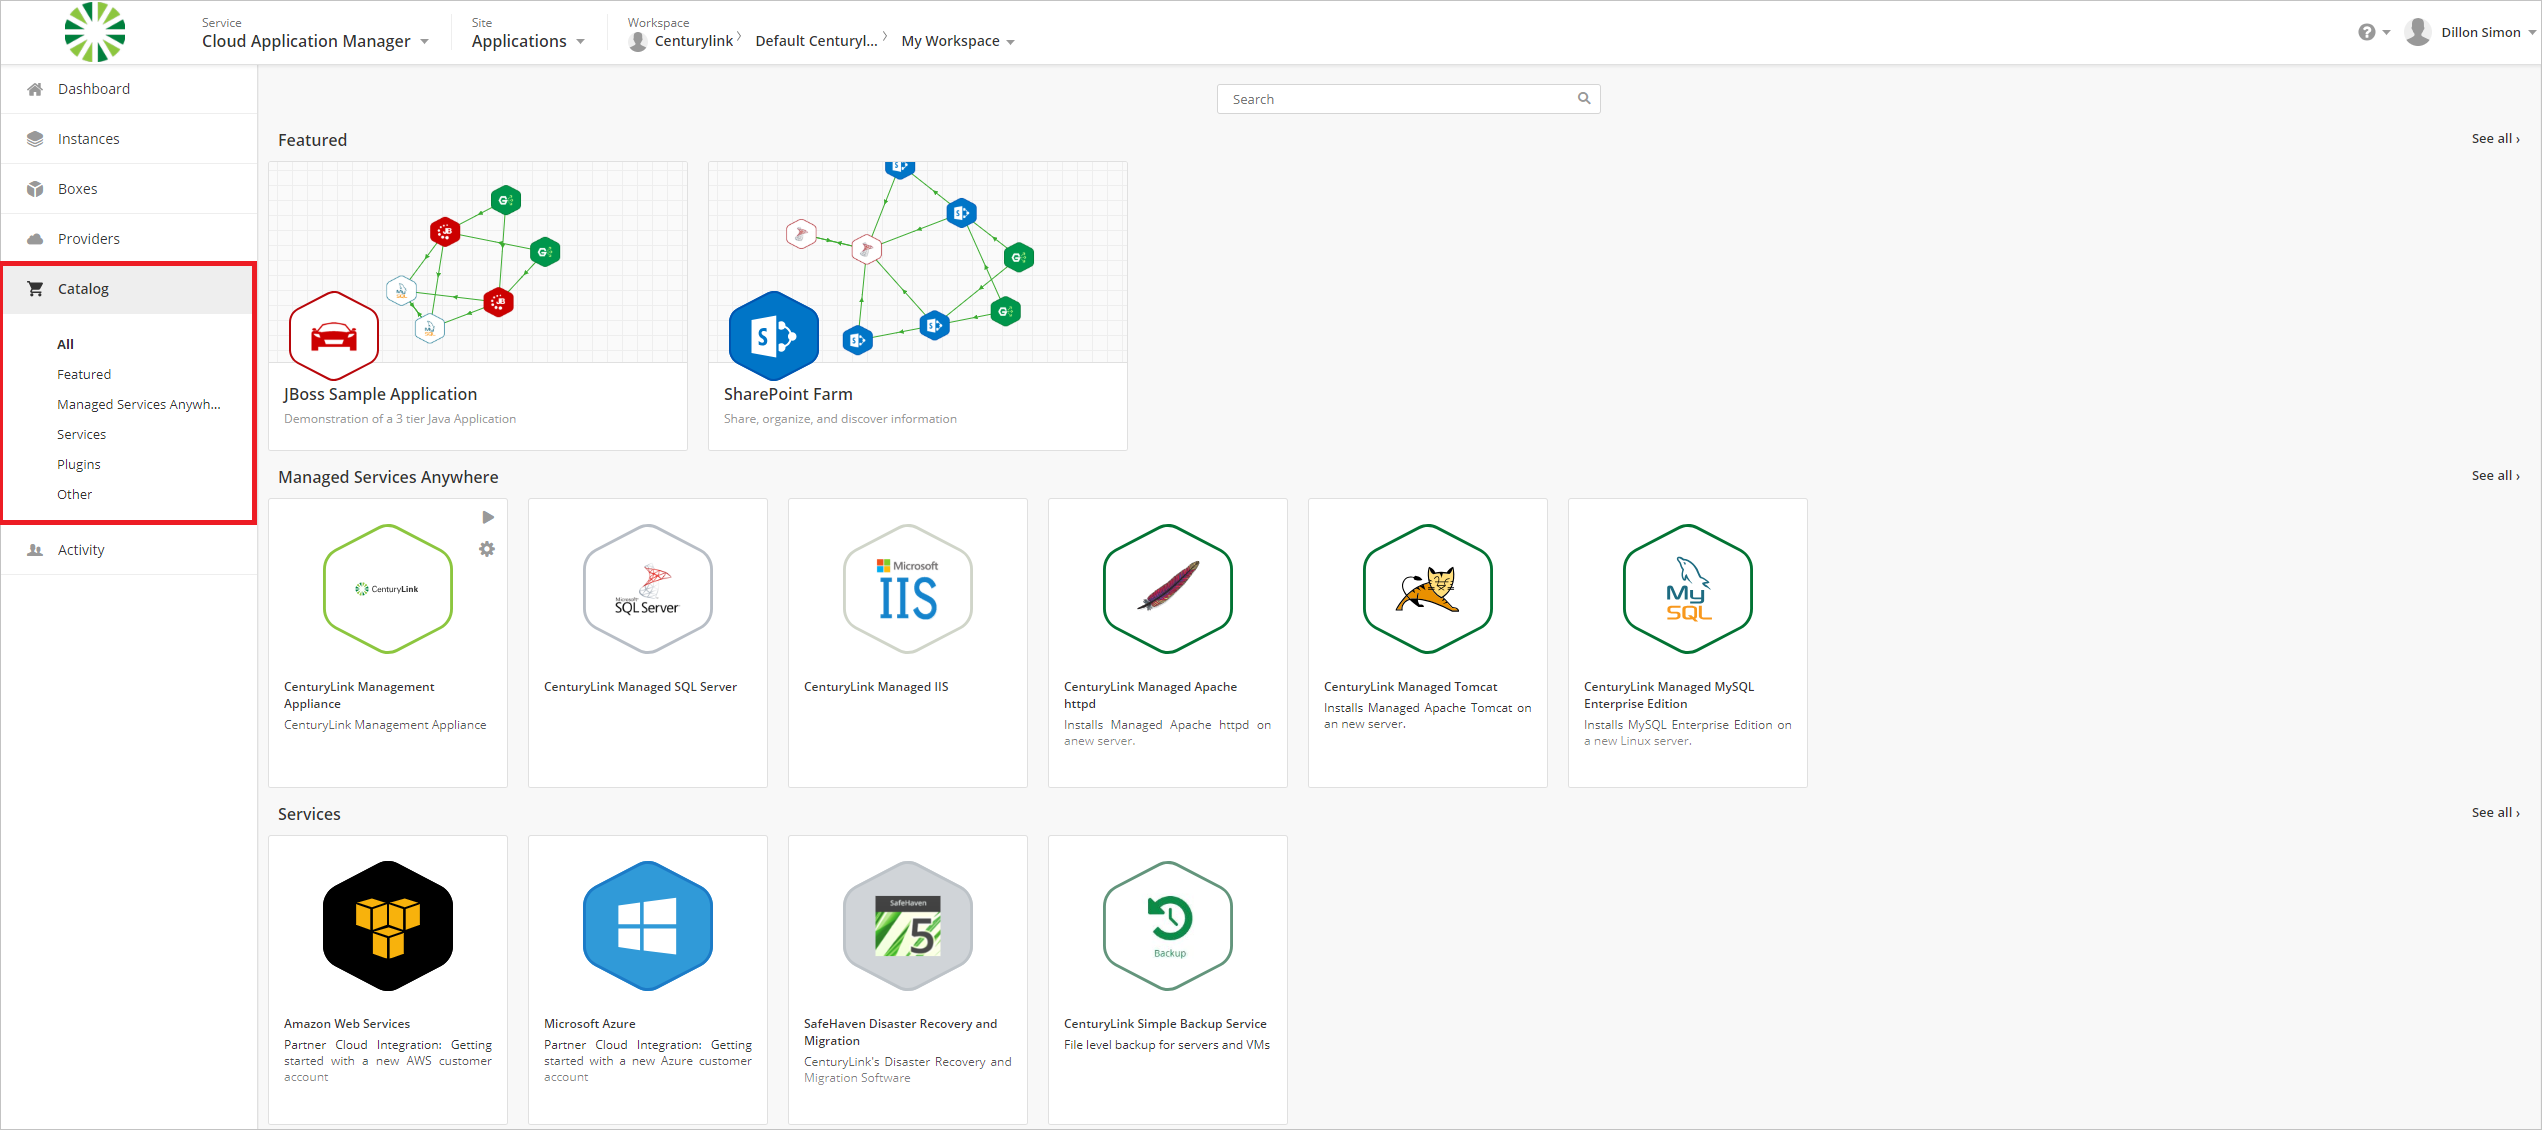 Service
Cloud Application Manager
Site
Applications
Workspace
Centurylink
Default Centuryl...
My Workspace
?
Dillon Simon
Dashboard
Instances
Boxes
Providers
Catalog
All
Featured
Managed Services Anywh...
Services
Plugins
Other
Activity
Search
Featured
See all ›
JBoss Sample Application
Demonstration of a 3 tier Java Application
SharePoint Farm
Share, organize, and discover information
Managed Services Anywhere
See all ›
CenturyLink
CenturyLink Management
Appliance
CenturyLink Management Appliance
Microsoft
SQL Server
CenturyLink Managed SQL Server
Microsoft
IIS
CenturyLink Managed IIS
CenturyLink Managed Apache
httpd
Installs Managed Apache httpd on
anew server.
CenturyLink Managed Tomcat
Installs Managed Apache Tomcat on
an new server.
My
SQL
CenturyLink Managed MySQL
Enterprise Edition
Installs MySQL Enterprise Edition on
a new Linux server.
Services
See all ›
Amazon Web Services
Partner Cloud Integration: Getting
started with a new AWS customer
account
Microsoft Azure
Partner Cloud Integration: Getting
started with a new Azure customer
account
SafeHaven
5
SafeHaven Disaster Recovery and
Migration
CenturyLink's Disaster Recovery and
Migration Software
Backup
CenturyLink Simple Backup Service
File level backup for servers and VMs